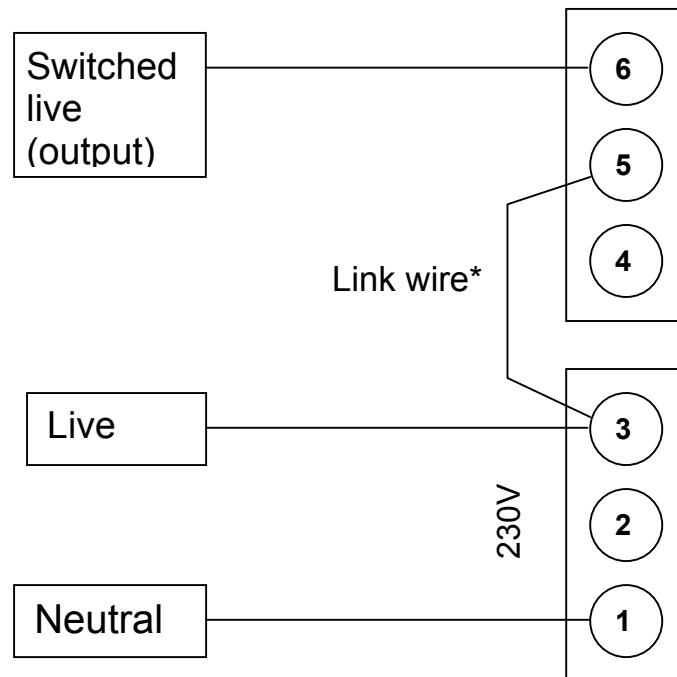 Switched
live
(output)
6
5
4
Link wire*
Live
3
230V
2
Neutral
1